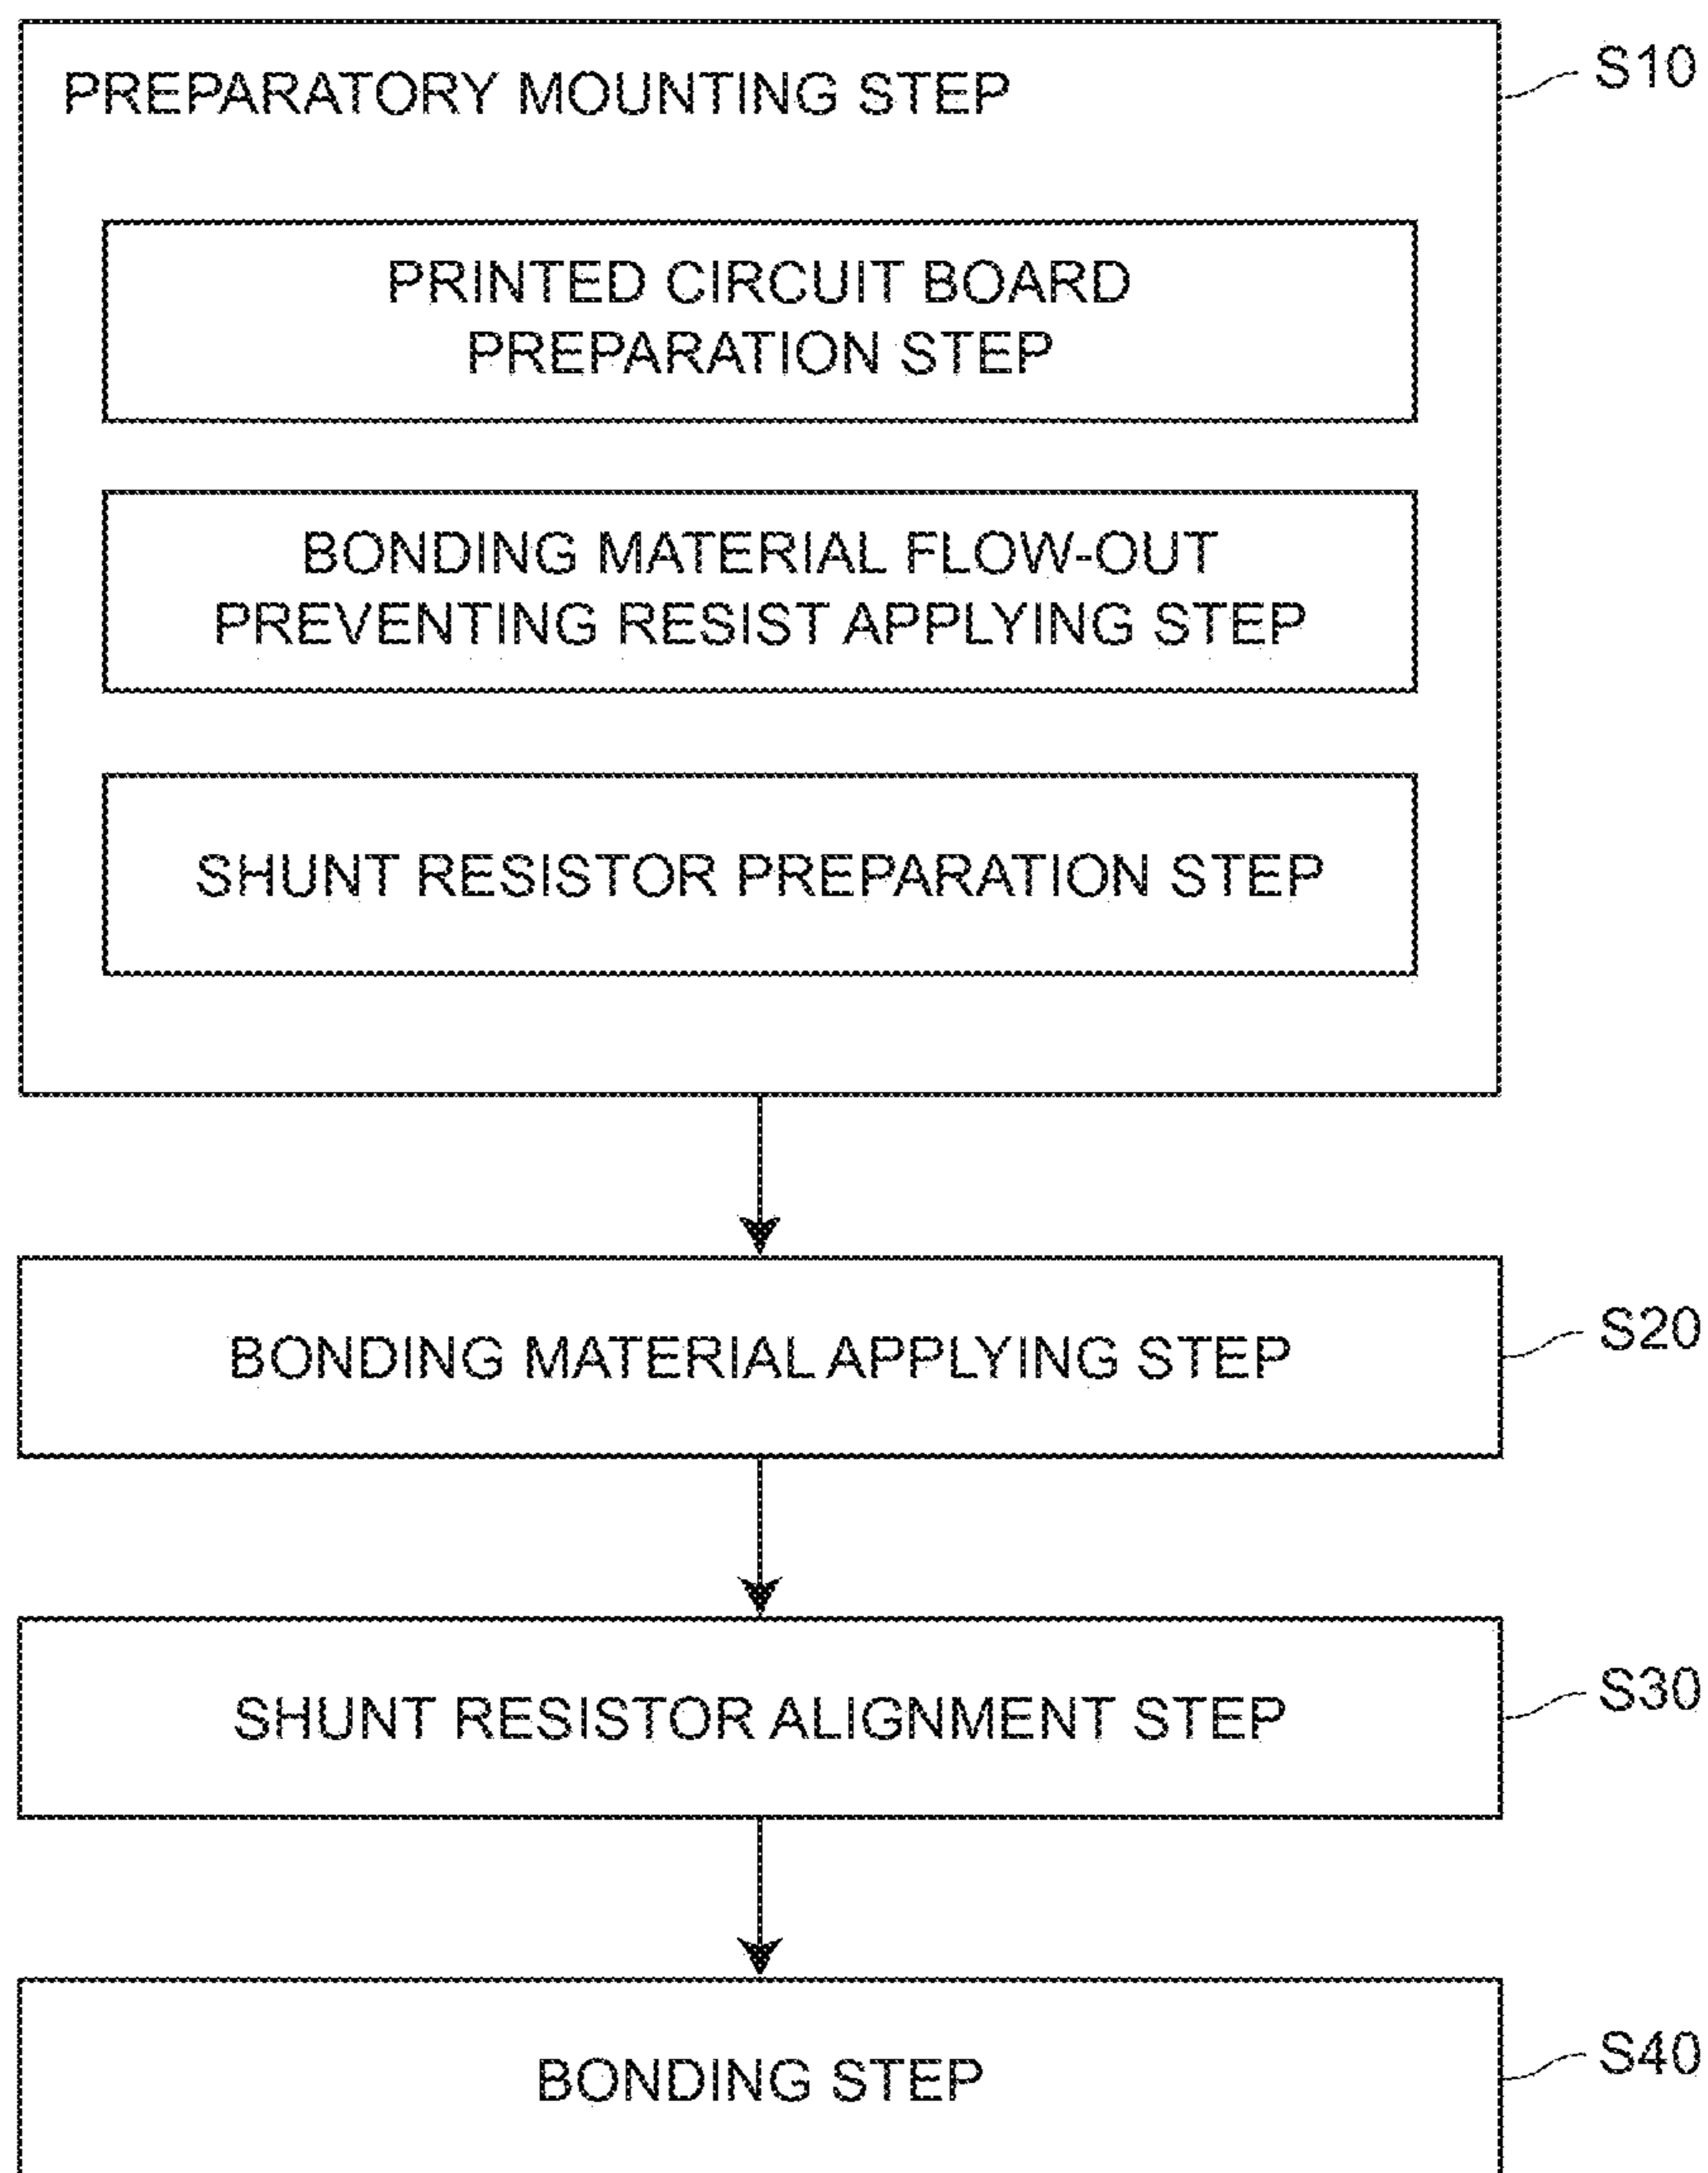 PREPARATORY MOUNTING STEP
S10
PRINTED CIRCUIT BOARD
PREPARATION STEP
BONDING MATERIAL FLOW-OUT
PREVENTING RESIST APPLYING STEP
SHUNT RESISTOR PREPARATION STEP
BONDING MATERIAL APPLYING STEP
S20
SHUNT RESISTOR ALIGNMENT STEP
S30
BONDING STEP
S40